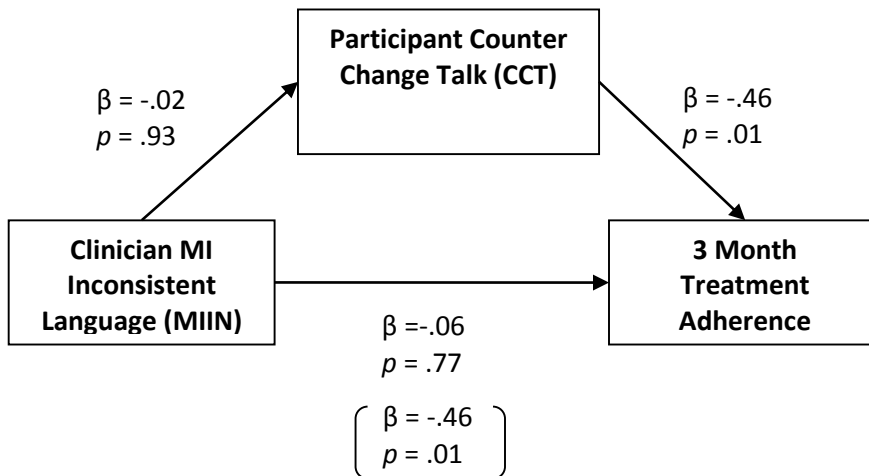 Participant Counter
Change Talk (CCT)
β = -.02
p = .93
β = -.46
p = .01
Clinician MI
Inconsistent
Language (MIIN)
3 Month
Treatment
Adherence
β =-.06
p = .77
β = -.46
p = .01